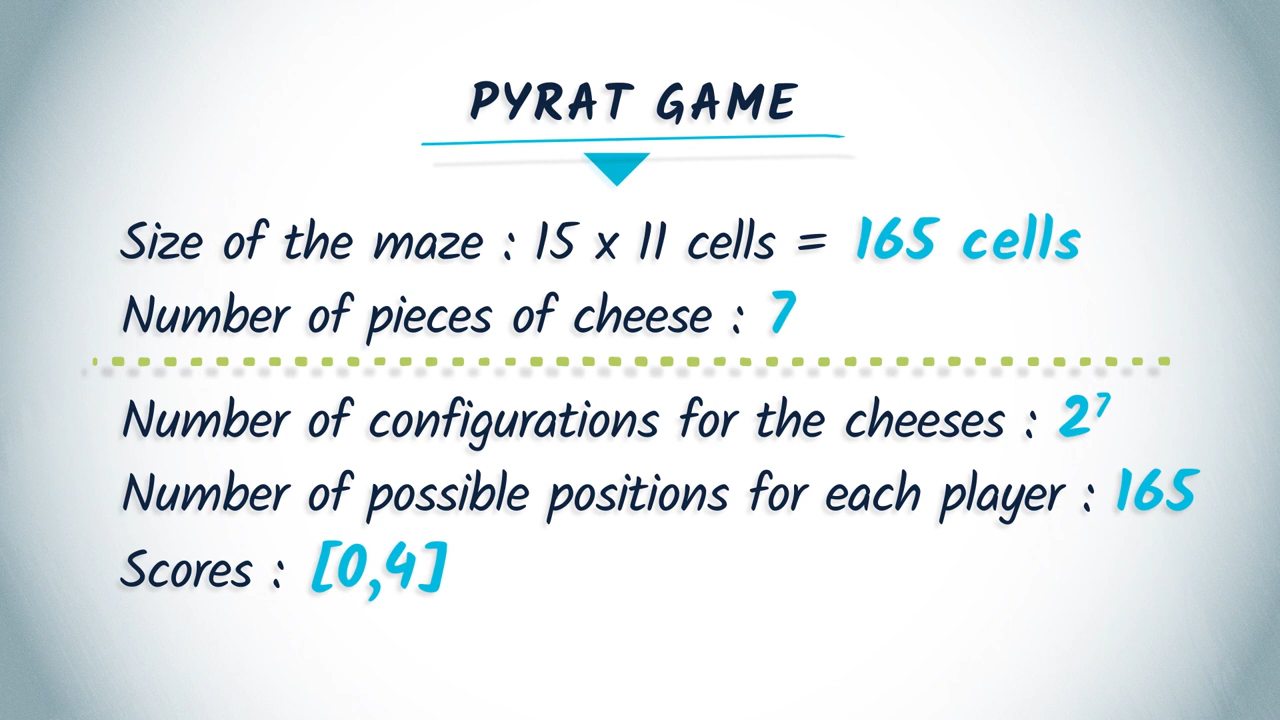 PYRAT GAME
Size of the maze : 15 x 11 cells = 165 cells
Number of pieces of cheese : 7
Number of configurations for the cheeses : 2⁷
Number of possible positions for each player : 165
Scores : [0,4]